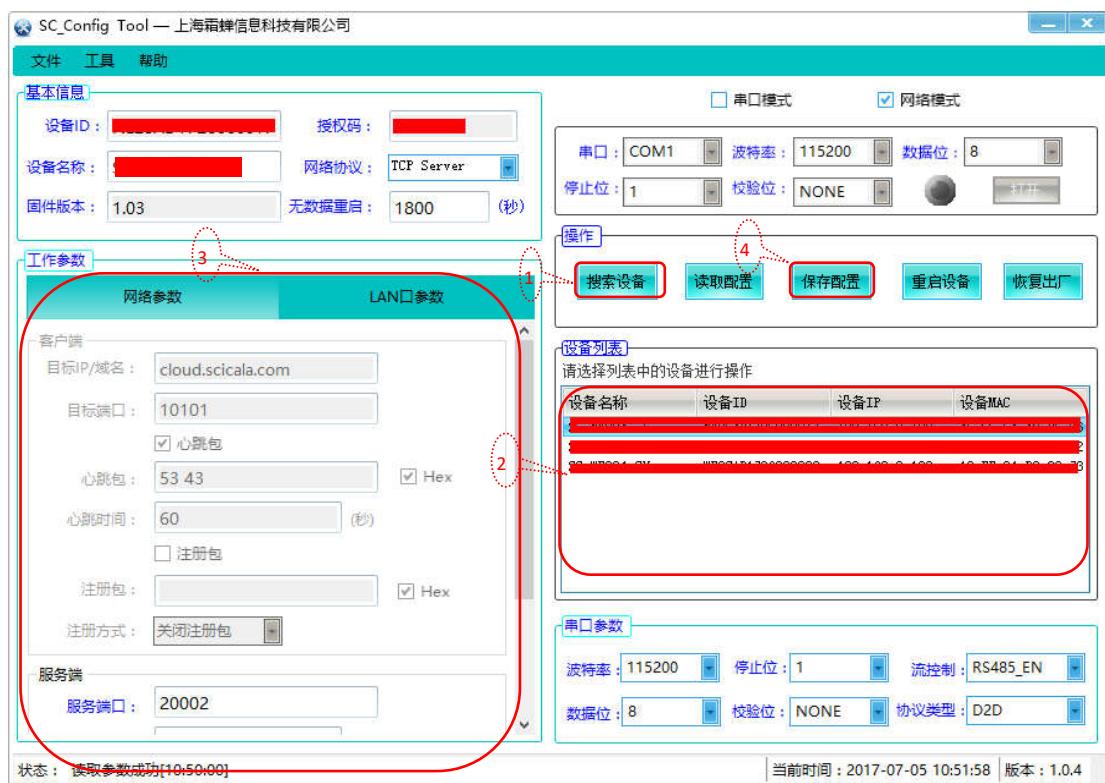 SC_Config Tool — 上海霜蝉信息科技有限公司
文件 工具 帮助
基本信息
设备ID：
授权码：
设备名称：
网络协议： TCP Server
固件版本： 1.03
无数据重启： 1800 (秒)
串口模式 网络模式
串口： COM1 波特率： 115200 数据位： 8
停止位： 1 校验位： NONE 打开
操作
1
搜索设备 读取配置 4 保存配置 重启设备 恢复出厂
工作参数
3
网络参数 LAN口参数
客户端
目标IP/域名： cloud.scicala.com
目标端口： 10101
心跳包
心跳包： 53 43 Hex
心跳时间： 60 (秒)
注册包
注册包： Hex
注册方式： 关闭注册包
服务端
服务端口： 20002
设备列表
请选择列表中的设备进行操作
设备名称 设备ID 设备IP 设备MAC
2
串口参数
波特率： 115200 停止位： 1 流控制： RS485_EN
数据位： 8 校验位： NONE 协议类型： D2D
状态： 读取参数成功[10:50:00] 当前时间：2017-07-05 10:51:58 版本：1.0.4